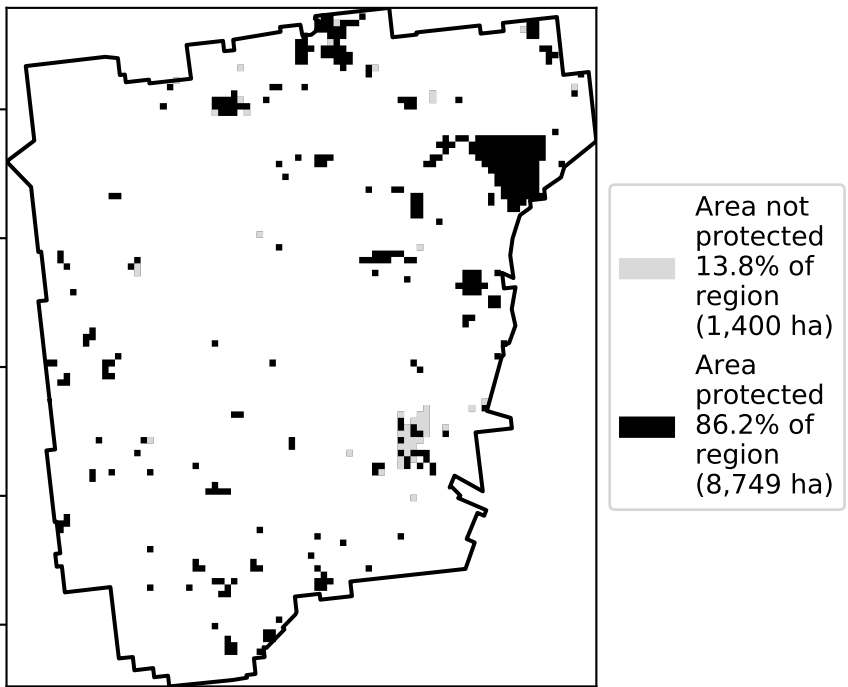 Area not
protected
13.8% of
region
(1,400 ha)
Area
protected
86.2% of
region
(8,749 ha)